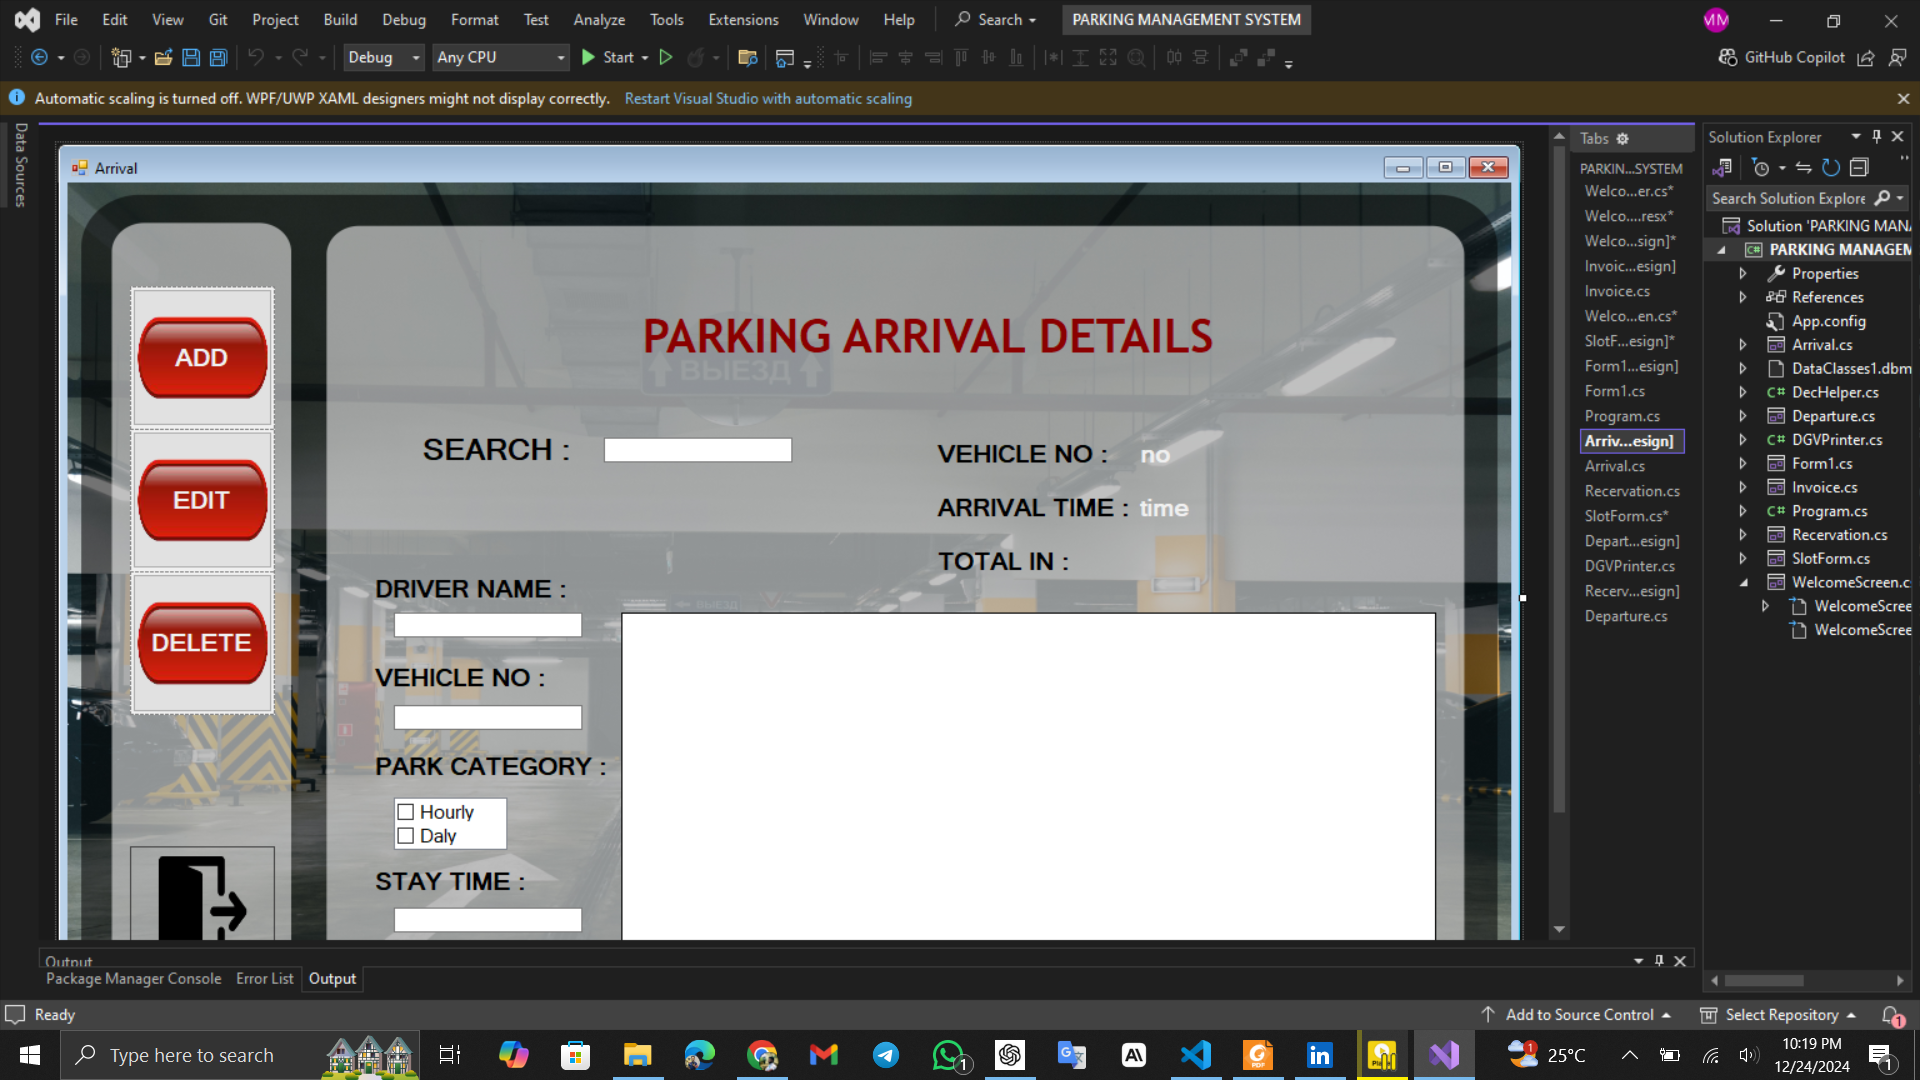 File Edit View Git Project Build Debug Format Test Analyze Tools Extensions Window Help Search PARKING MANAGEMENT SYSTEM MM
Debug Any CPU Start GitHub Copilot
Automatic scaling is turned off. WPF/UWP XAML designers might not display correctly. Restart Visual Studio with automatic scaling
Data Sources
Arrival
ADD
EDIT
DELETE
PARKING ARRIVAL DETAILS
ВЫЕЗД
SEARCH :
VEHICLE NO : no
ARRIVAL TIME : time
TOTAL IN :
DRIVER NAME :
VEHICLE NO :
PARK CATEGORY :
Hourly
Daly
STAY TIME :
Tabs
PARKIN...SYSTEM
Welco...er.cs*
Welco....resx*
Welco...sign]*
Invoic...esign]
Invoice.cs
Welco...en.cs*
SlotF...esign]*
Form1...esign]
Form1.cs
Program.cs
Arriv...esign]
Arrival.cs
Recervation.cs
SlotForm.cs*
Depart...esign]
DGVPrinter.cs
Recerv...esign]
Departure.cs
Solution Explorer
Search Solution Explore
Solution 'PARKING MAN
C# PARKING MANAGEM
Properties
References
App.config
Arrival.cs
DataClasses1.dbm
C# DecHelper.cs
Departure.cs
C# DGVPrinter.cs
Form1.cs
Invoice.cs
C# Program.cs
Recervation.cs
SlotForm.cs
WelcomeScreen.c
WelcomeScree
WelcomeScree
Output
Package Manager Console Error List Output
Ready Add to Source Control Select Repository 1
Type here to search 1 25°C 10:19 PM
12/24/2024 1